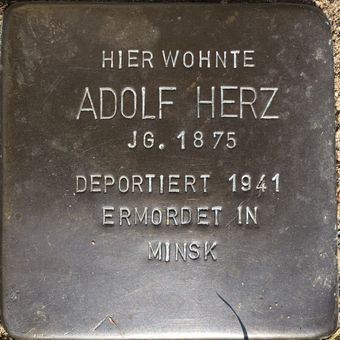 HIER WOHNTE
ADOLF HERZ
JG. 1875
DEPORTIERT 1941
ERMORDET IN
MINSK